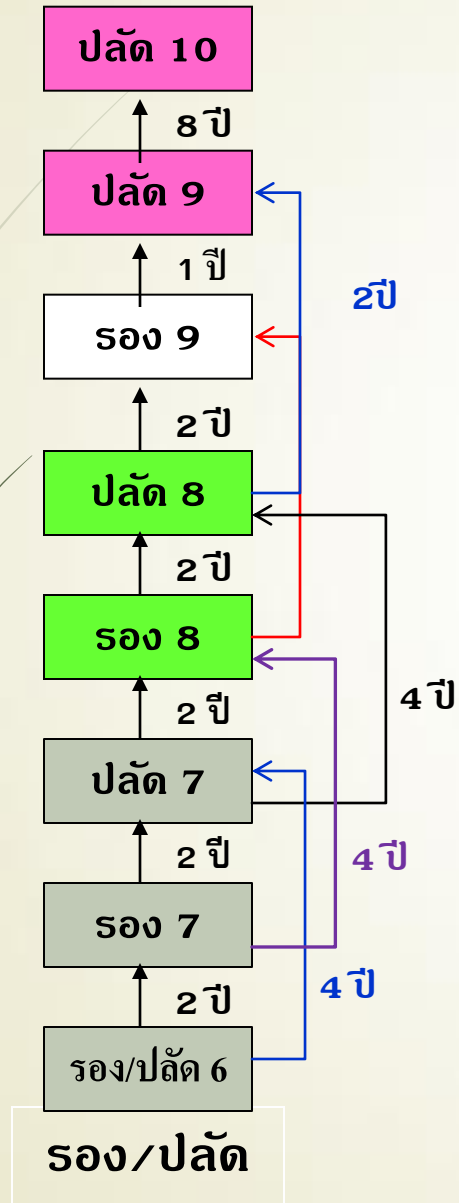 ปลัด 10
8 ปี
ปลัด 9
1 ปี
2ปี
รอง 9
2 ปี
ปลัด 8
2 ปี
รอง 8
4 ปี
2 ปี
ปลัด 7
2 ปี
4 ปี
รอง 7
4 ปี
2 ปี
รอง/ปลัด 6
รอง/ปลัด